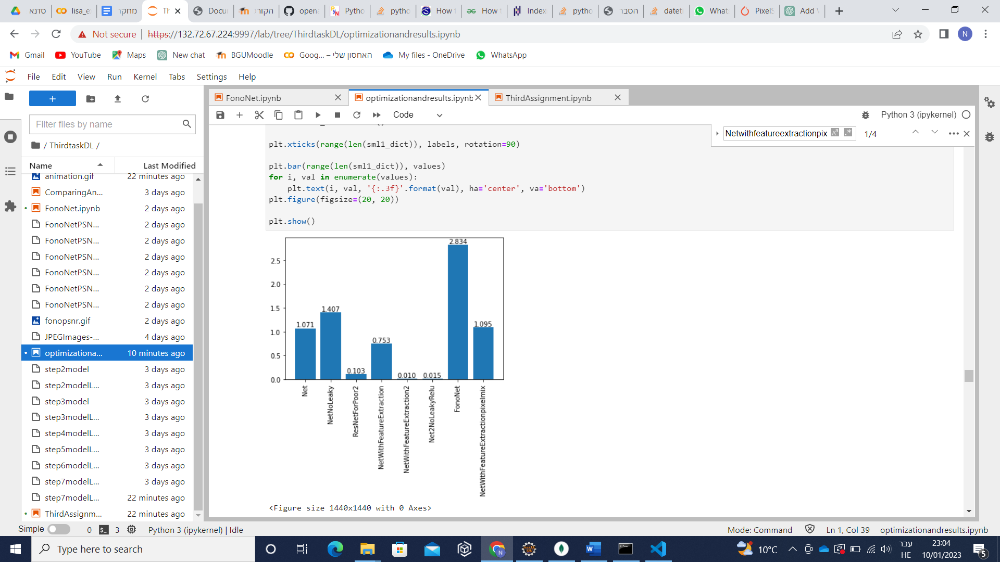 סדנא
lisa_e
מחקר
Th
Docu
הקור
open
Pytho
pytho
How
How
Index
pytho
הסבר
dateti
Whats
PixelS
Add
Not secure
https://132.72.67.224:9997/lab/tree/ThirdtaskDL/optimizationandresults.ipynb
N
Gmail
YouTube
Maps
New chat
BGUMoodle
Goog... – האחסון שלי
My files - OneDrive
WhatsApp
File Edit View Run Kernel Tabs Settings Help
FonoNet.ipynb
optimizationandresults.ipynb
ThirdAssignment.ipynb
Filter files by name
/ ThirdtaskDL /
Name Last Modified
animation.gif 22 minutes ago
ComparingAn... 3 days ago
FonoNet.ipynb 2 days ago
FonoNetPSN... 2 days ago
FonoNetPSN... 2 days ago
FonoNetPSN... 2 days ago
FonoNetPSN... 2 days ago
FonoNetPSN... 2 days ago
FonoNetPSN... 2 days ago
fonopsnr.gif 2 days ago
JPEGImages-... 4 days ago
optimizationa... 10 minutes ago
step2model 3 days ago
step2modelL... 3 days ago
step3model 3 days ago
step3modelL... 3 days ago
step4modelL... 3 days ago
step5modelL... 3 days ago
step6modelL... 3 days ago
step7modelL... 3 days ago
step7modelL... 22 minutes ago
ThirdAssignm... 22 minutes ago
Code
Python 3 (ipykernel)
Netwithfeatureextractionpix
1/4
plt.xticks(range(len(sml1_dict)), labels, rotation=90)
plt.bar(range(len(sml1_dict)), values)
for i, val in enumerate(values):
plt.text(i, val, '{:.3f}'.format(val), ha='center', va='bottom')
plt.figure(figsize=(20, 20))
plt.show()
2.5
2.0
1.5
1.0
0.5
0.0
1.071
1.407
0.103
0.753
0.010
0.015
2.834
1.095
Net
NetNoLeaky
ResNetForPoor2
NetWithFeatureExtraction
NetWithFeatureExtraction2
Net2NoLeakyRelu
FonoNet
NetWithFeatureExtractionpixelmix
<Figure size 1440x1440 with 0 Axes>
Simple
0
3
Python 3 (ipykernel) | Idle
Mode: Command
Ln 1, Col 39
optimizationandresults.ipynb
Type here to search
10°C
עבר
HE
23:04
10/01/2023
5